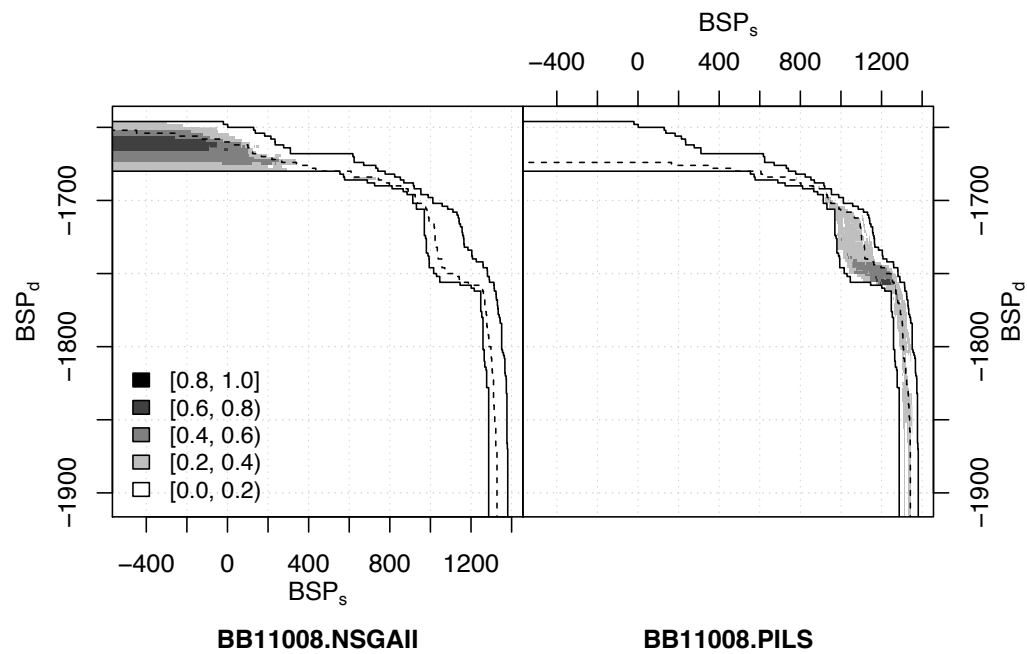 BSPs
−400 0 400 800 1200
BSPd
−1900 −1800 −1700
[0.8, 1.0]
[0.6, 0.8)
[0.4, 0.6)
[0.2, 0.4)
[0.0, 0.2)
−1900 −1800 −1700
BSPd
−400 0 400 800 1200
BSPs
BB11008.NSGAII BB11008.PILS